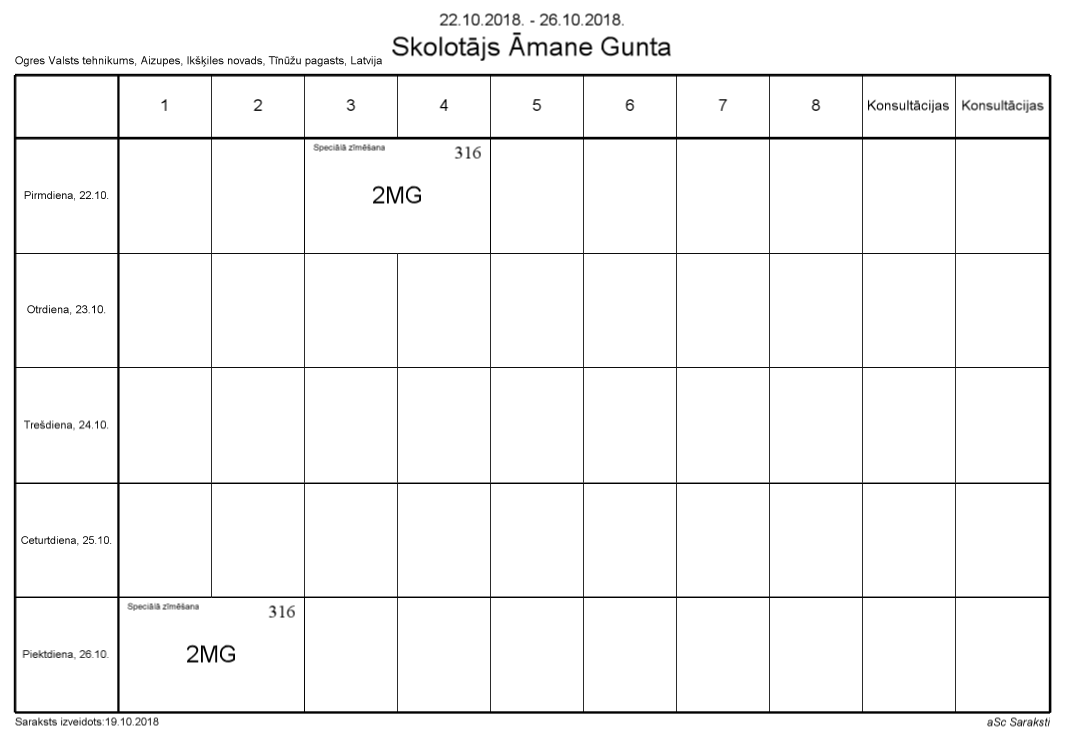 22.10.2018. - 26.10.2018.
Skolotājs Āmane Gunta
Ogres Valsts tehnikums, Aizupes, Ikšķiles novads, Tīnūžu pagasts, Latvija
1 2 3 4 5 6 7 8 Konsultācijas Konsultācijas
Speciālā zīmēšana 316
Pirmdiena, 22.10. 2MG
Otrdiena, 23.10.
Trešdiena, 24.10.
Ceturtdiena, 25.10.
Speciālā zīmēšana 316
Piektdiena, 26.10. 2MG
Saraksts izveidots:19.10.2018 aSc Saraksti